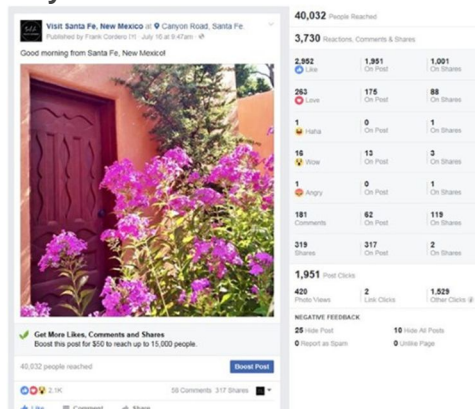 Visit Santa Fe, New Mexico at Canyon Road, Santa Fe.
Published by Frank Cordero [?] · July 16 at 8:47am ·
Good morning from Santa Fe, New Mexico!
Get More Likes, Comments and Shares
Boost this post for $50 to reach up to 15,000 people.
40,032 people reached
Boost Post
2.1K
58 Comments 317 Shares
Like Comment Share
40,032 People Reached
3,730 Reactions, Comments & Shares
2,952 1,951 1,001
Like On Post On Shares
263 175 88
Love On Post On Shares
1 0 1
Haha On Post On Shares
16 13 3
Wow On Post On Shares
1 0 1
Angry On Post On Shares
181 62 119
Comments On Post On Shares
319 317 2
Shares On Post On Shares
1,951 Post Clicks
420 2 1,529
Photo Views Link Clicks Other Clicks
NEGATIVE FEEDBACK
25 Hide Post 10 Hide All Posts
0 Report as Spam 0 Unlike Page